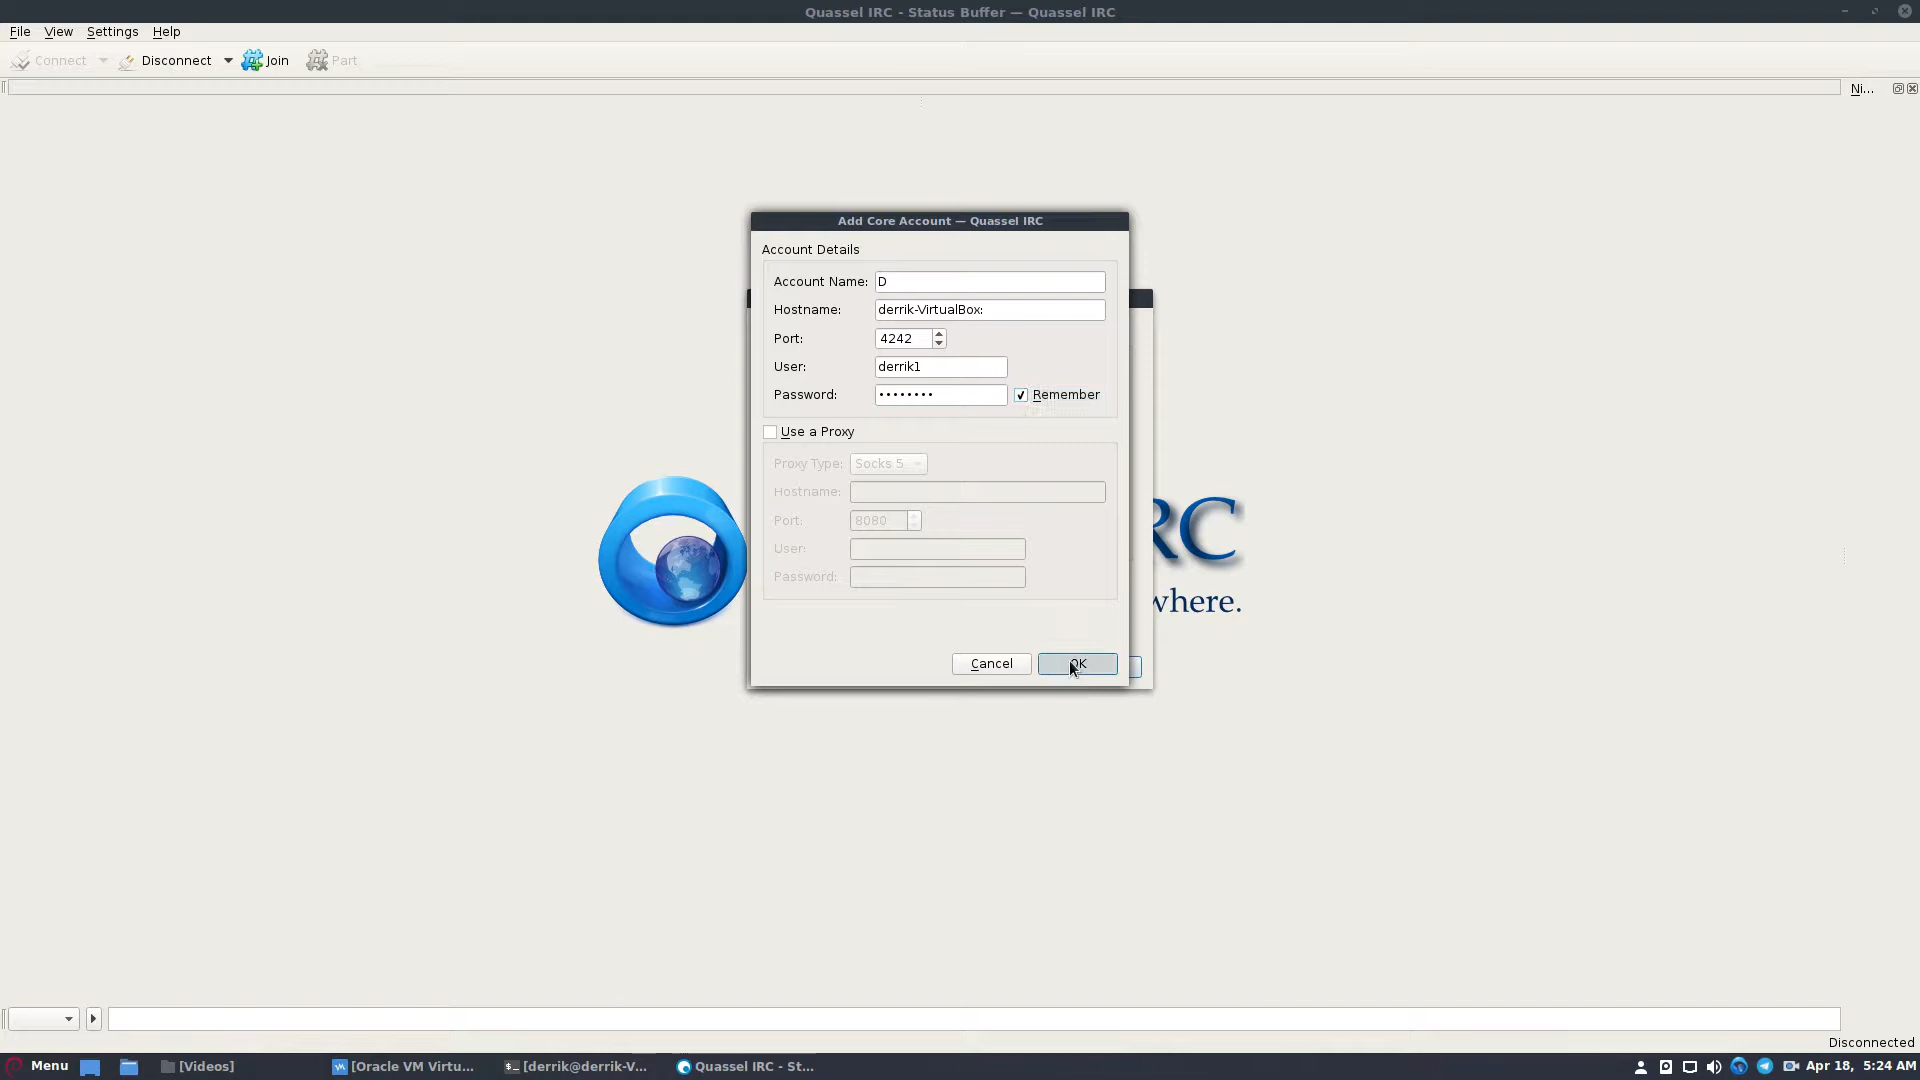 Quassel IRC - Status Buffer — Quassel IRC
File View Settings Help
Connect Disconnect Join Part
Ni...
Add Core Account — Quassel IRC
Account Details
Account Name: D
Hostname: derrik-VirtualBox:
Port: 4242
User: derrik1
Password: •••••••• Remember
Use a Proxy
Proxy Type: Socks 5
Hostname:
Port: 8080
User:
Password:
RC
where.
Cancel OK
Disconnected
Menu [Videos] [Oracle VM Virtu... [derrik@derrik-V... Quassel IRC - St... Apr 18, 5:24 AM